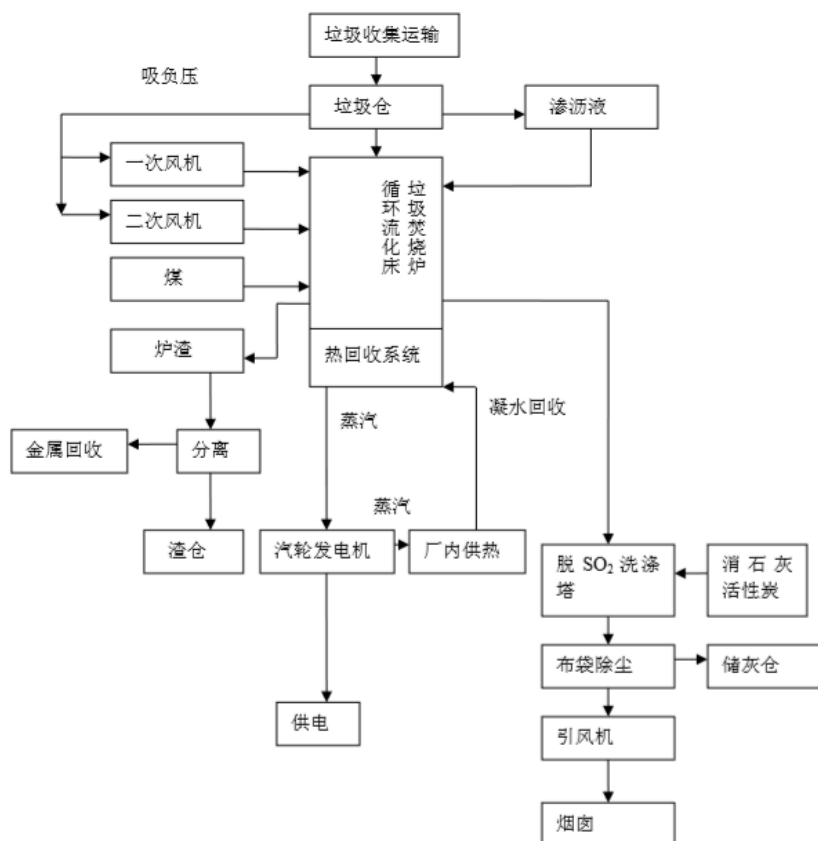 垃圾收集运输
吸负压
垃圾仓
渗沥液
一次风机
垃圾焚烧炉
循环流化床
二次风机
煤
炉渣
热回收系统
凝水回收
蒸汽
金属回收
分离
蒸汽
渣仓
汽轮发电机
厂内供热
脱 SO₂ 洗涤
塔
消石灰
活性炭
布袋除尘
储灰仓
供电
引风机
烟囱